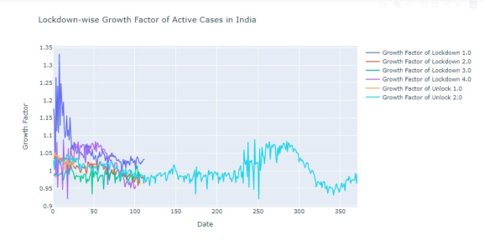 Lockdown-wise Growth Factor of Active Cases in India
1.35
1.3
1.25
1.2
1.15
1.1
1.05
1
0.95
0.9
Growth Factor
0 50 100 150 200 250 300 350
Date
Growth Factor of Lockdown 1.0
Growth Factor of Lockdown 2.0
Growth Factor of Lockdown 3.0
Growth Factor of Lockdown 4.0
Growth Factor of Unlock 1.0
Growth Factor of Unlock 2.0